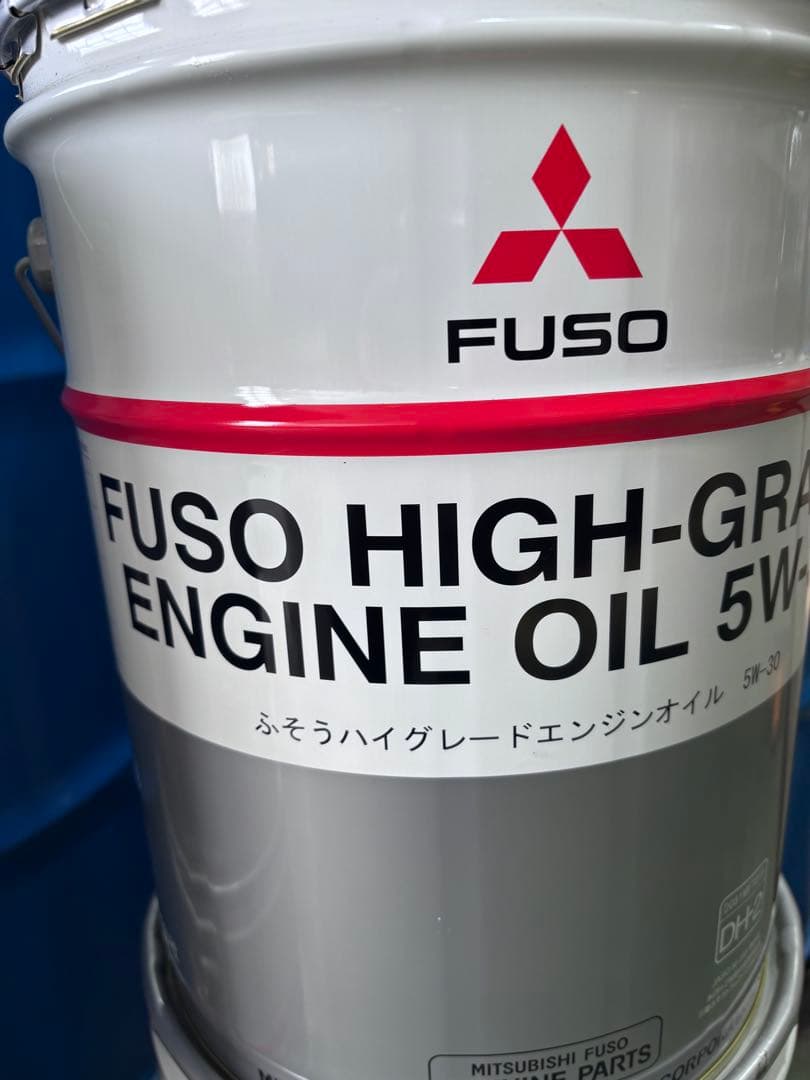 FUSO
FUSO HIGH-GRA
ENGINE OIL 5W-
ふそうハイグレードエンジンオイル 5W-30
DH-2
MITSUBISHI FUSO
PARTS